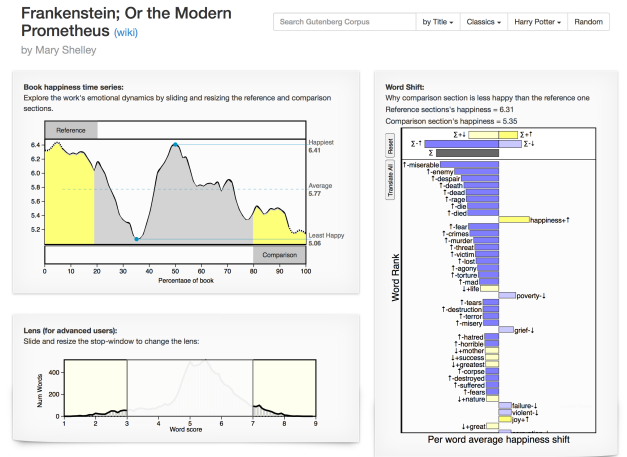 Frankenstein; Or the Modern
Prometheus (wiki)
by Mary Shelley
Search Gutenberg Corpus
by Title
Classics
Harry Potter
Random
Book happiness time series:
Explore the work's emotional dynamics by sliding and resizing the reference and comparison
sections.
Reference
Happiest
6.41
Average
5.77
Least Happy
5.06
6.4
6.2
6.0
5.8
5.6
5.4
5.2
Comparison
0 10 20 30 40 50 60 70 80 90 100
Percentage of book
Lens (for advanced users):
Slide and resize the stop-window to change the lens:
Num Words
400
200
0
1 2 3 4 5 6 7 8 9
Word score
Word Shift:
Why comparison section is less happy than the reference one
Reference sections's happiness = 6.31
Comparison section's happiness = 5.35
Translate All
Reset
Σ+↓
Σ+↑
Σ-↑
Σ-↓
Σ
Word Rank
↑-miserable
↑-enemy
↑-despair
↑-death
↑-dead
↑-rage
↑-die
↑-died
happiness+↑
↑-fear
↑-crimes
↑-murder
↑-threat
↑-victim
↑-lost
↑-agony
↑-torture
↑-mad
↓+life
poverty-↓
↑-tears
↑-destruction
↑-terror
↑-misery
grief-↓
↑-hatred
↑-horrible
↓+mother
↓+success
↓+greatest
↑-corpse
↑-destroyed
↑-suffered
↑-fears
↓+nature
failure-↓
violent-↓
joy+↑
↓+great
Per word average happiness shift